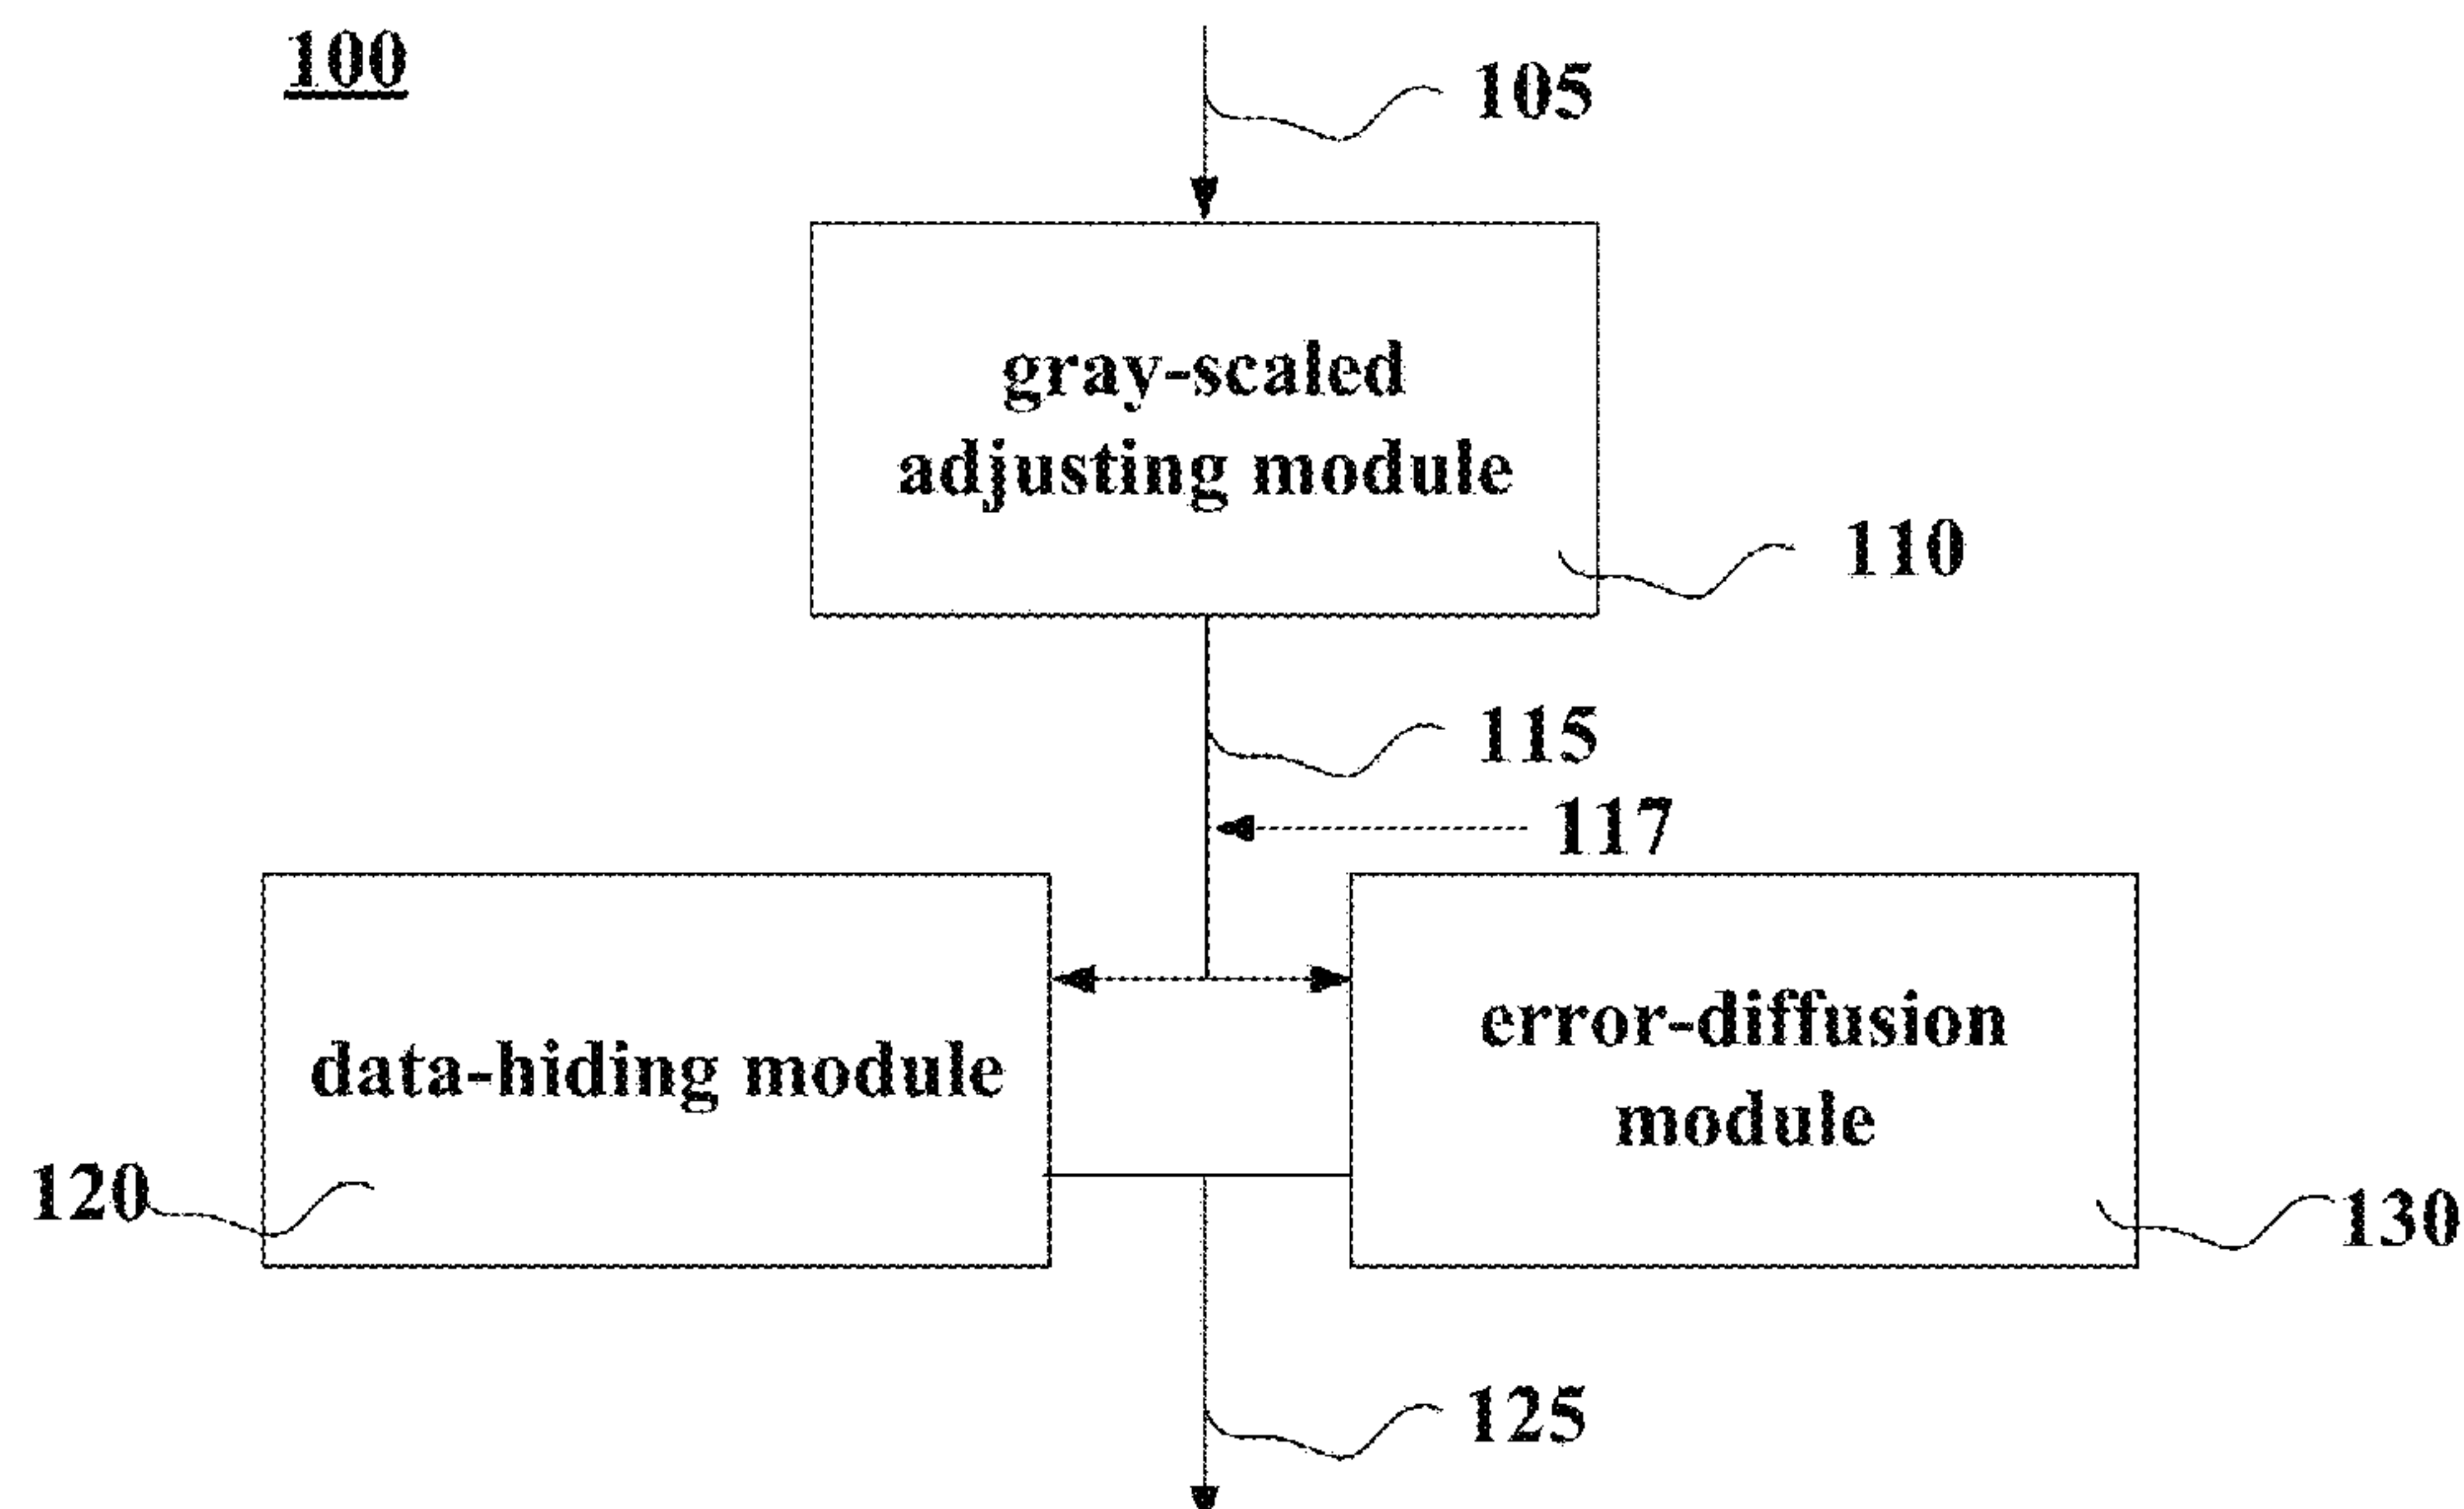 100
105
gray-scaled
adjusting module
110
115
117
data-hiding module
error-diffusion
module
120
130
125